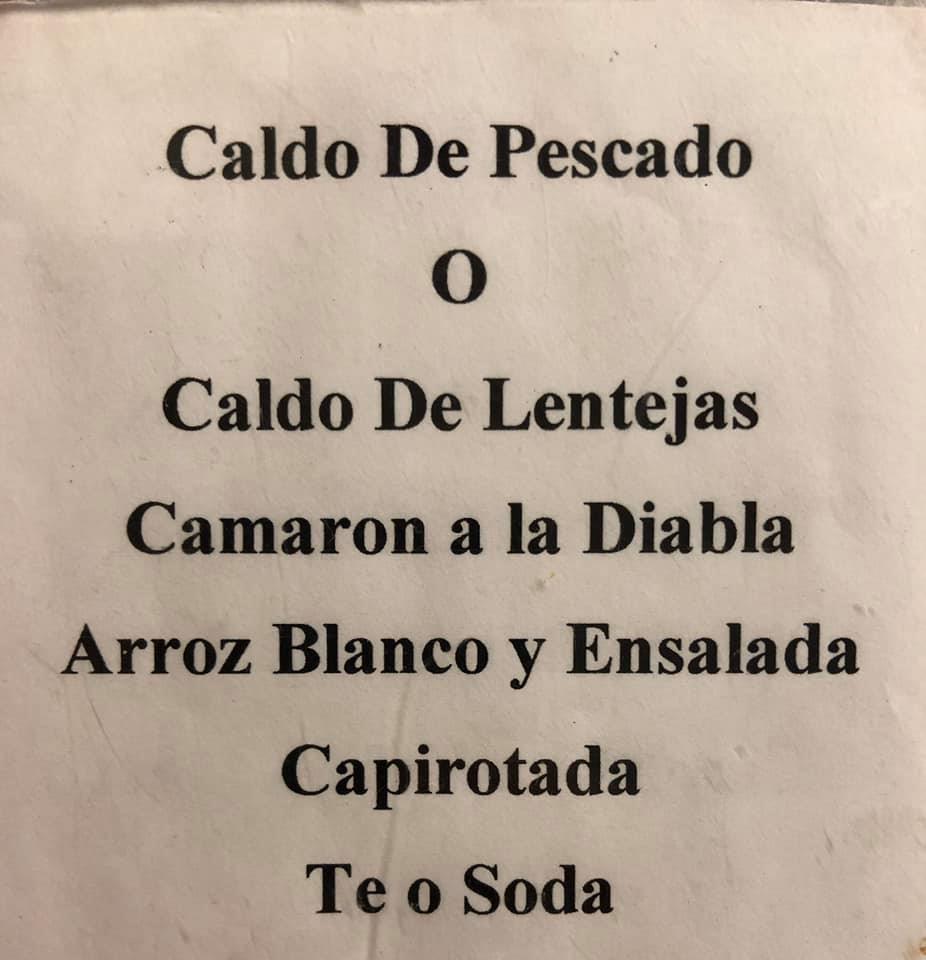 Caldo De Pescado
O
Caldo De Lentejas
Camaron a la Diabla
Arroz Blanco y Ensalada
Capirotada
Te o Soda